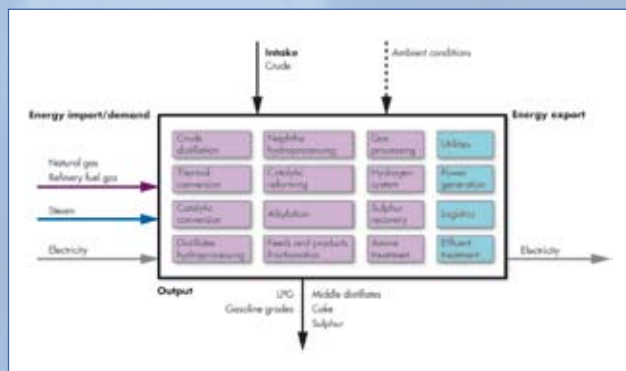 Intake
Crude
Ambient conditions
Energy import/demand
Energy export
Crude
distillation
Naphtha
hydroprocessing
Gas
processing
Utilities
Natural gas
Refinery fuel gas
Thermal
conversion
Catalytic
reforming
Hydrogen
system
Power
generation
Steam
Catalytic
conversion
Alkylation
Sulphur
recovery
Logistics
Electricity
Distillates
hydroprocessing
Feeds and products
fractionation
Amine
treatment
Effluent
treatment
Electricity
Output
LPG
Gasoline grades
Middle distillates
Coke
Sulphur